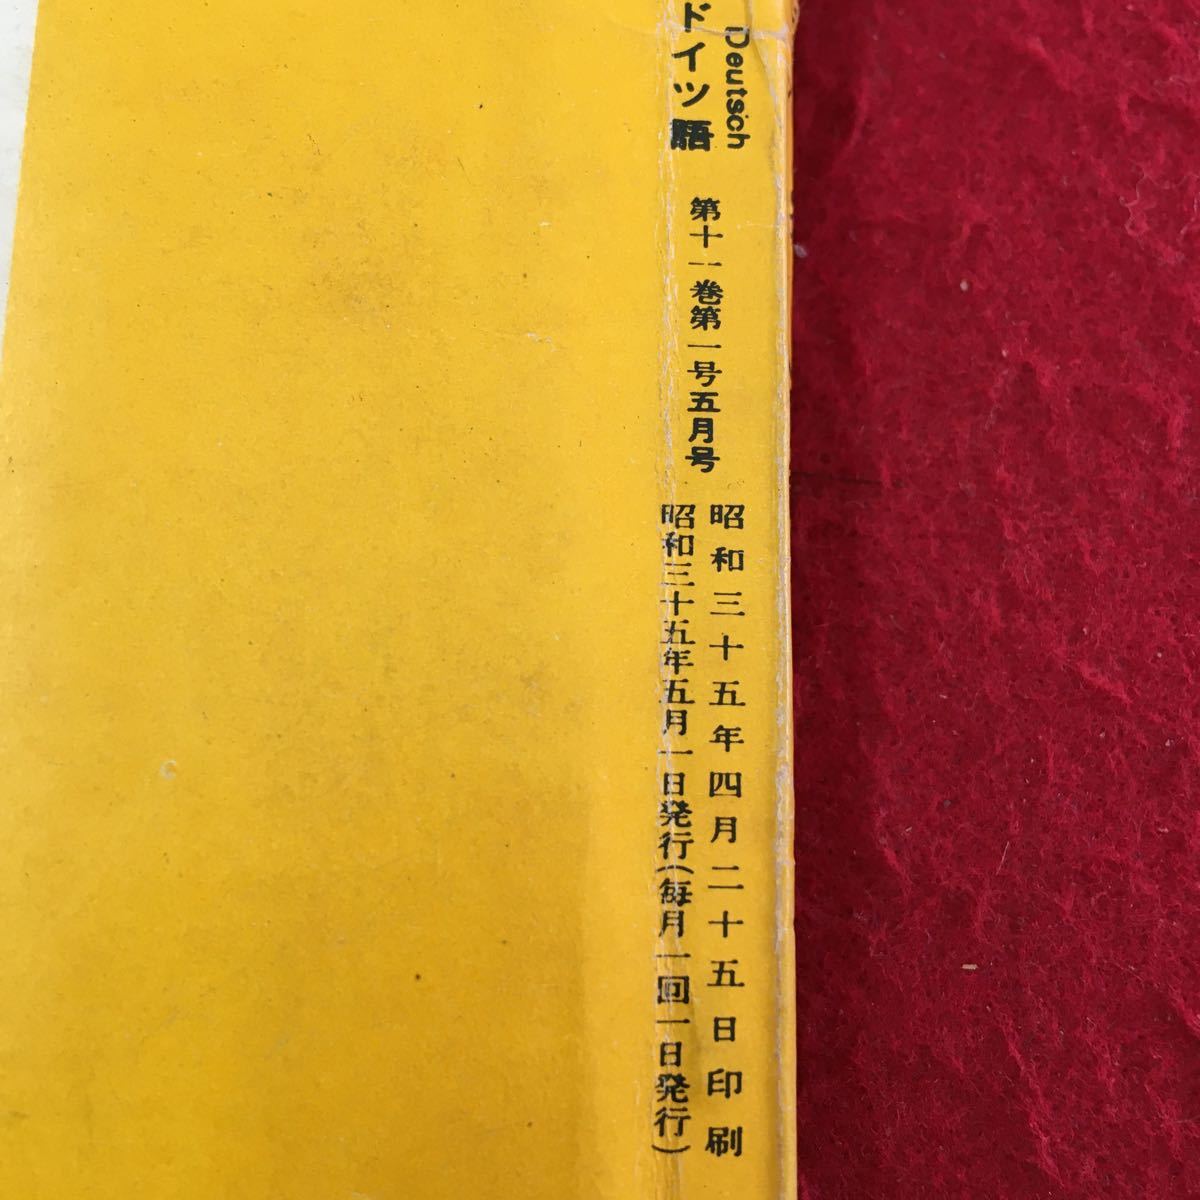 Deutsch
ドイツ語
第十一巻第一号五月号
昭和三十五年四月二十五日印刷
昭和三十五年五月一日発行(毎月一回一日発行)